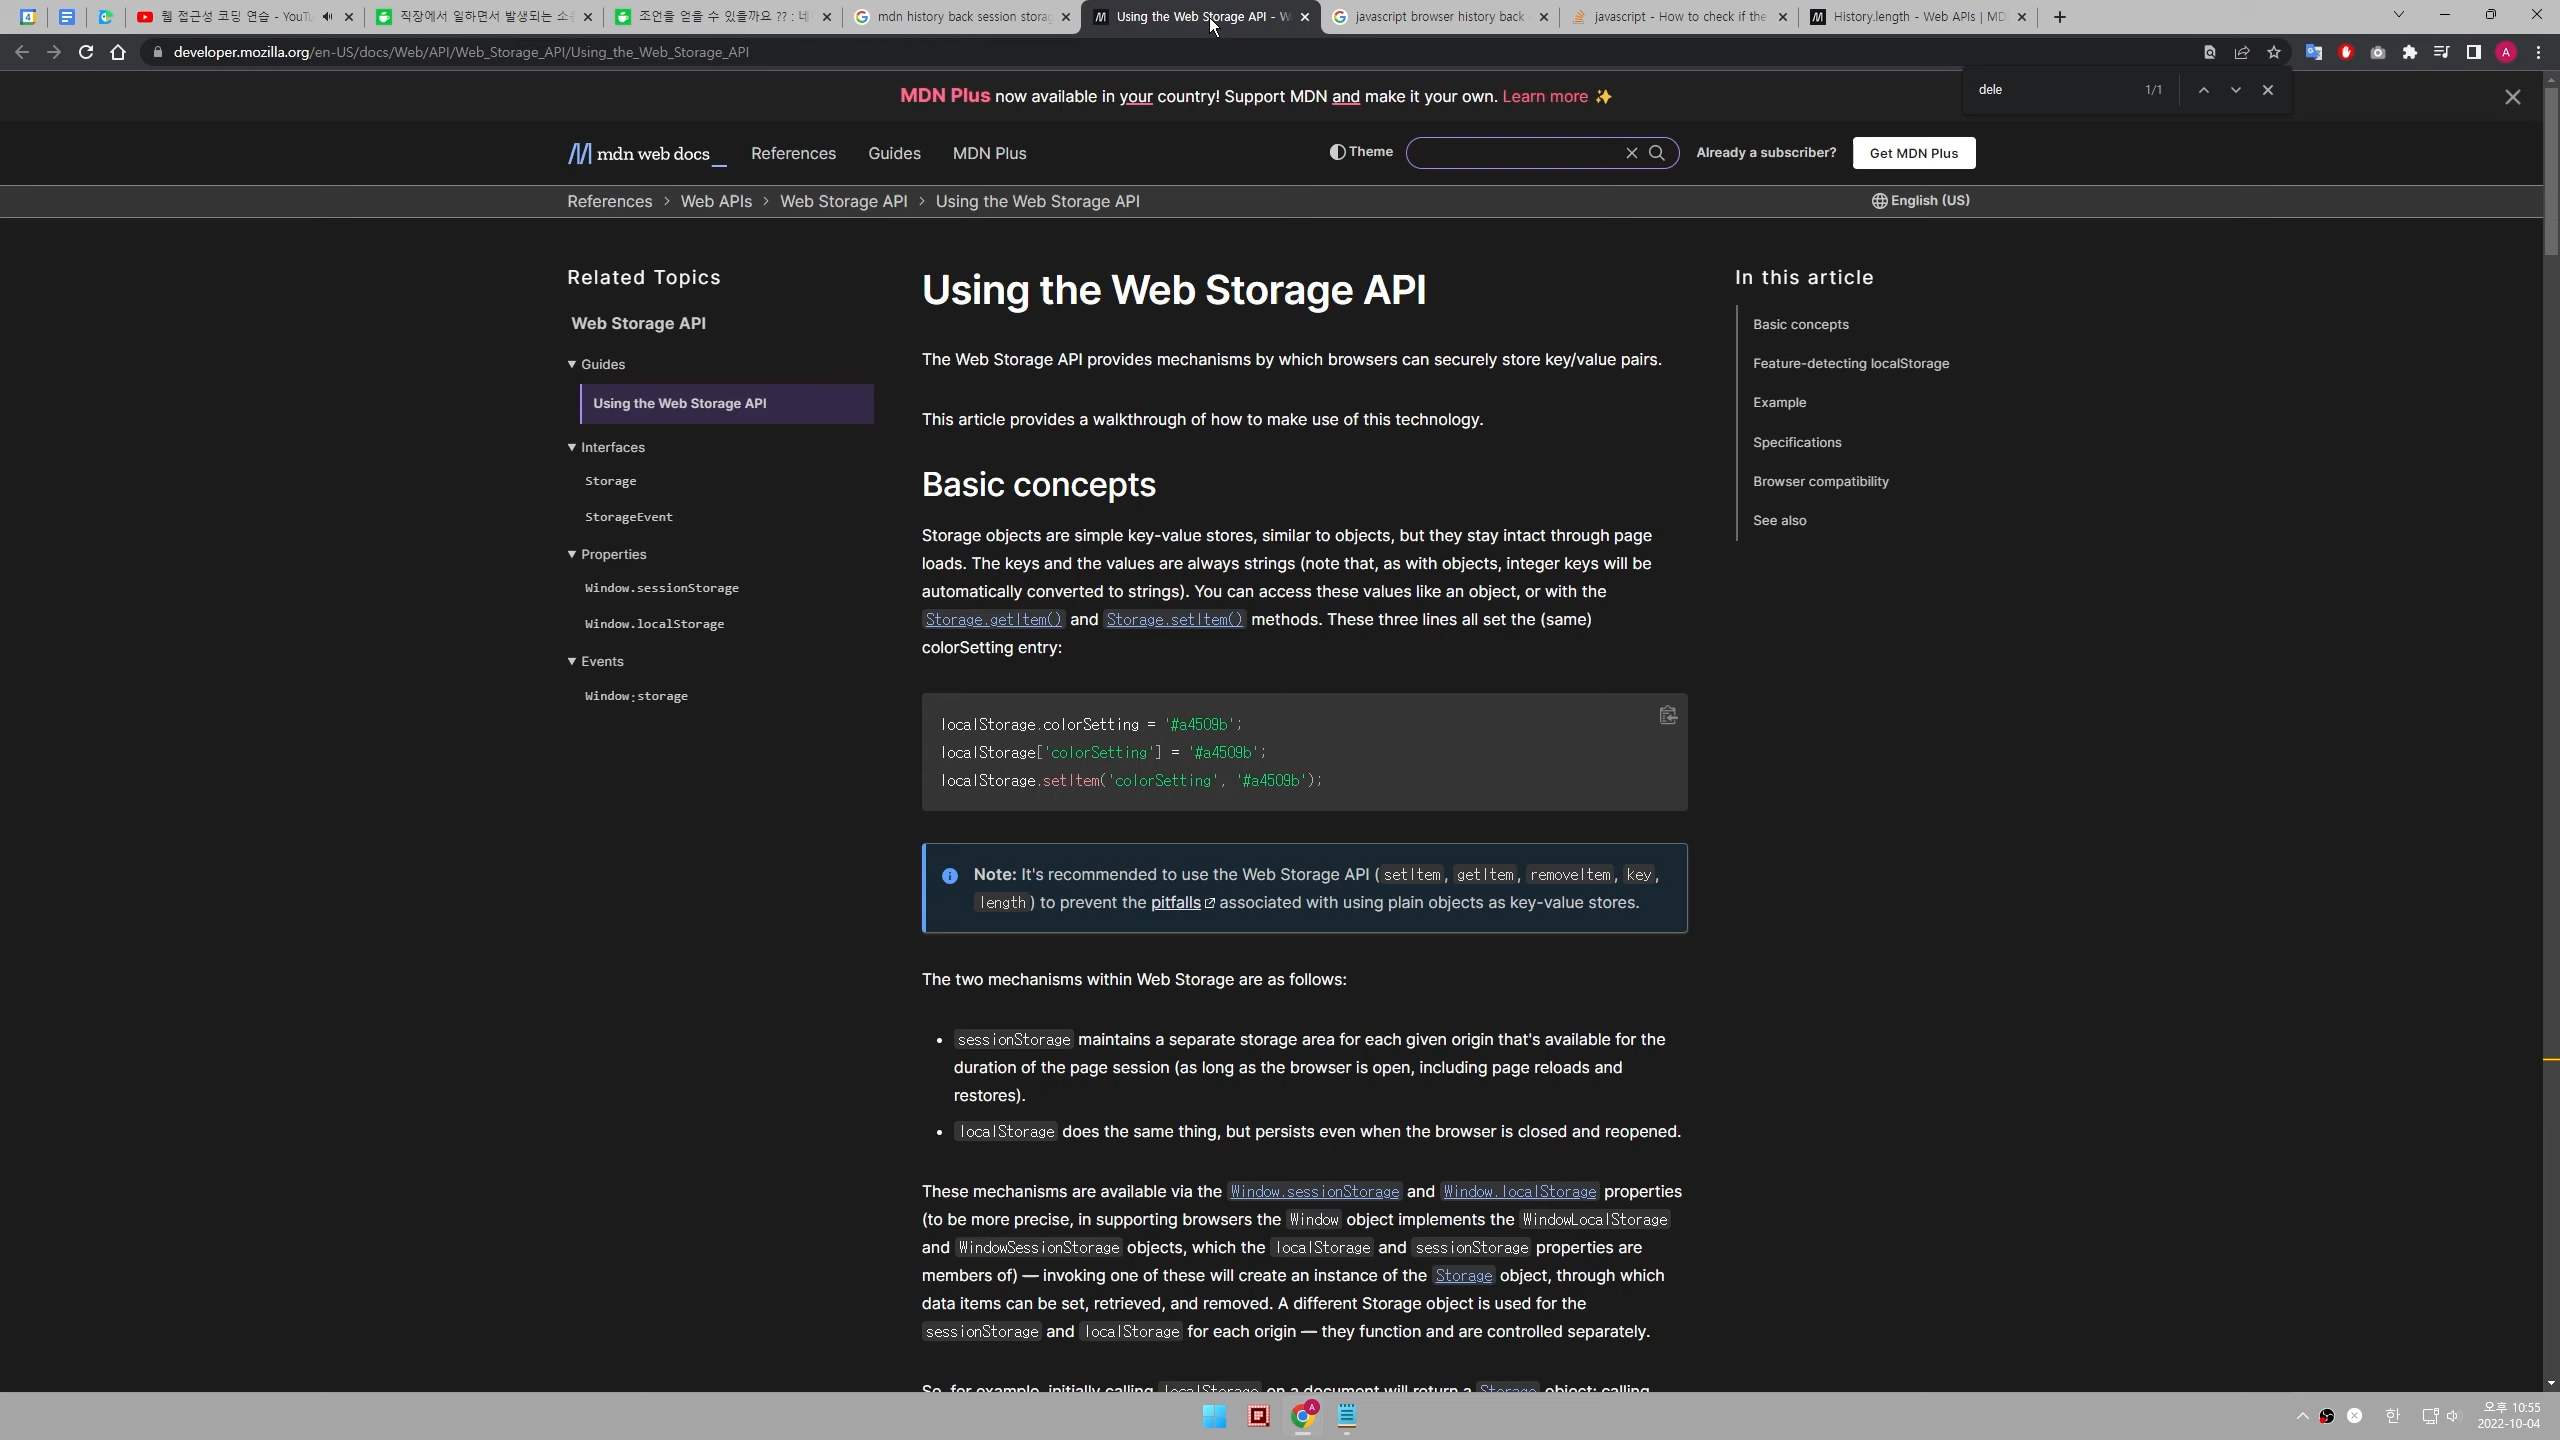 웹 접근성 코딩 연습 - YouTu
직장에서 일하면서 발생되는 소
조언을 얻을 수 있을까요 ?? : 네
mdn history back session storag
Using the Web Storage API - W
javascript browser history back
javascript - How to check if the
History.length - Web APIs | MD
developer.mozilla.org/en-US/docs/Web/API/Web_Storage_API/Using_the_Web_Storage_API
A
dele
1/1
MDN Plus now available in your country! Support MDN and make it your own. Learn more ✨
mdn web docs_
References
Guides
MDN Plus
Theme
Already a subscriber?
Get MDN Plus
References > Web APIs > Web Storage API > Using the Web Storage API
English (US)
Related Topics
Web Storage API
Guides
Using the Web Storage API
Interfaces
Storage
StorageEvent
Properties
Window.sessionStorage
Window.localStorage
Events
Window:storage
Using the Web Storage API
The Web Storage API provides mechanisms by which browsers can securely store key/value pairs.
This article provides a walkthrough of how to make use of this technology.
Basic concepts
Storage objects are simple key-value stores, similar to objects, but they stay intact through page
loads. The keys and the values are always strings (note that, as with objects, integer keys will be
automatically converted to strings). You can access these values like an object, or with the
Storage.getItem() and Storage.setItem() methods. These three lines all set the (same)
colorSetting entry:
localStorage.colorSetting = '#a4509b';
localStorage['colorSetting'] = '#a4509b';
localStorage.setItem('colorSetting', '#a4509b');
Note: It's recommended to use the Web Storage API (setItem, getItem, removeItem, key,
length) to prevent the pitfalls associated with using plain objects as key-value stores.
The two mechanisms within Web Storage are as follows:
• sessionStorage maintains a separate storage area for each given origin that's available for the
duration of the page session (as long as the browser is open, including page reloads and
restores).
• localStorage does the same thing, but persists even when the browser is closed and reopened.
These mechanisms are available via the Window.sessionStorage and Window.localStorage properties
(to be more precise, in supporting browsers the Window object implements the WindowLocalStorage
and WindowSessionStorage objects, which the localStorage and sessionStorage properties are
members of) — invoking one of these will create an instance of the Storage object, through which
data items can be set, retrieved, and removed. A different Storage object is used for the
sessionStorage and localStorage for each origin — they function and are controlled separately.
So, for example, initially calling localStorage on a document will return a Storage object; calling
In this article
Basic concepts
Feature-detecting localStorage
Example
Specifications
Browser compatibility
See also
A
한
오후 10:55
2022-10-04